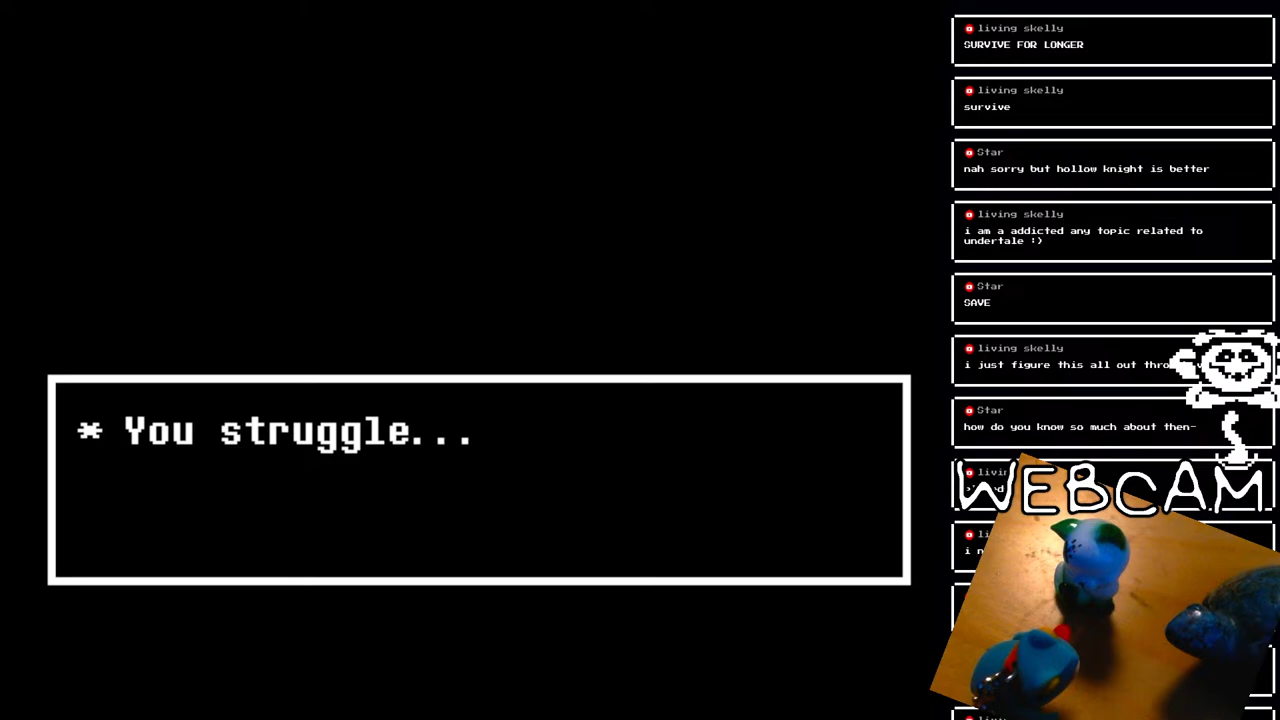 living skelly
SURVIVE FOR LONGER
living skelly
survive
Star
nah sorry but hollow knight is better
living skelly
i am a addicted any topic related to
undertale :)
Star
SAVE
living skelly
i just figure this all out
Star
how do you know so much about then-
WEBCAM
i
* You struggle...